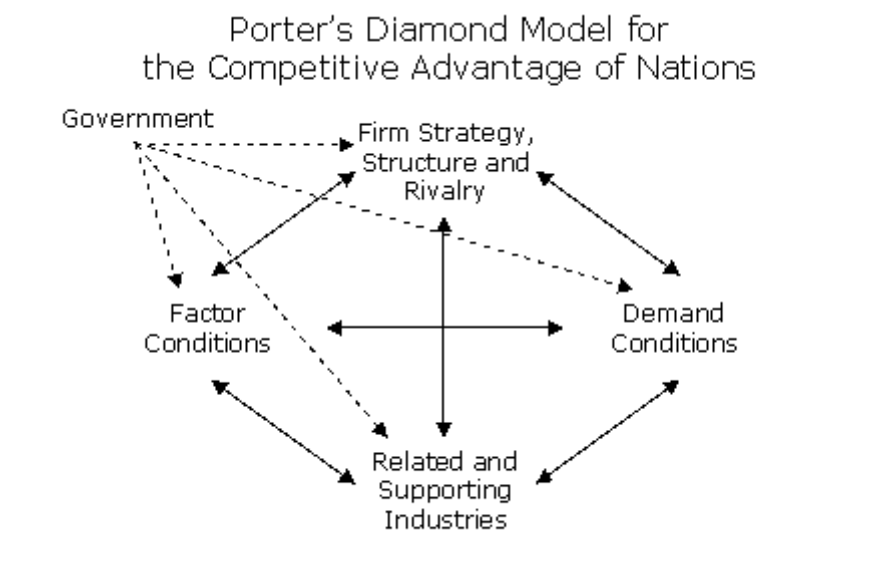 Porter's Diamond Model for
the Competitive Advantage of Nations
Government
Firm Strategy,
Structure and
Rivalry
Factor
Conditions
Demand
Conditions
Related and
Supporting
Industries